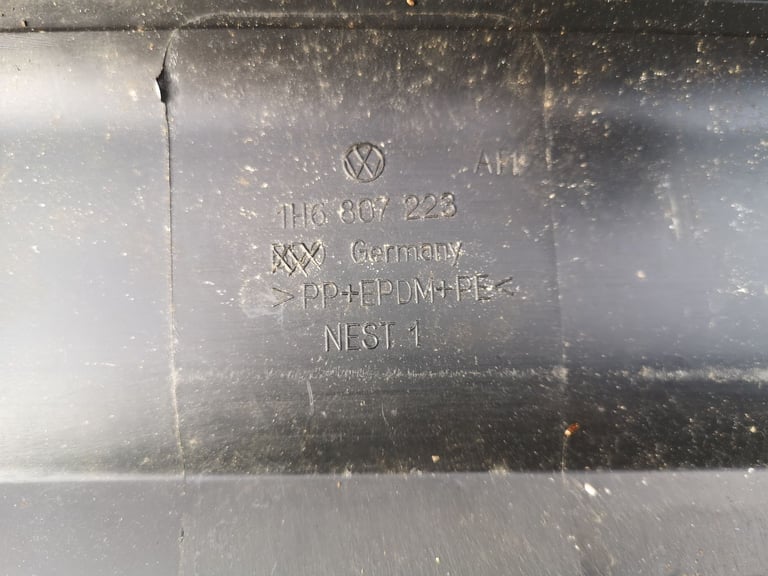 1H6 807 223
Germany
>PP+EPDM+PE<
NEST 1